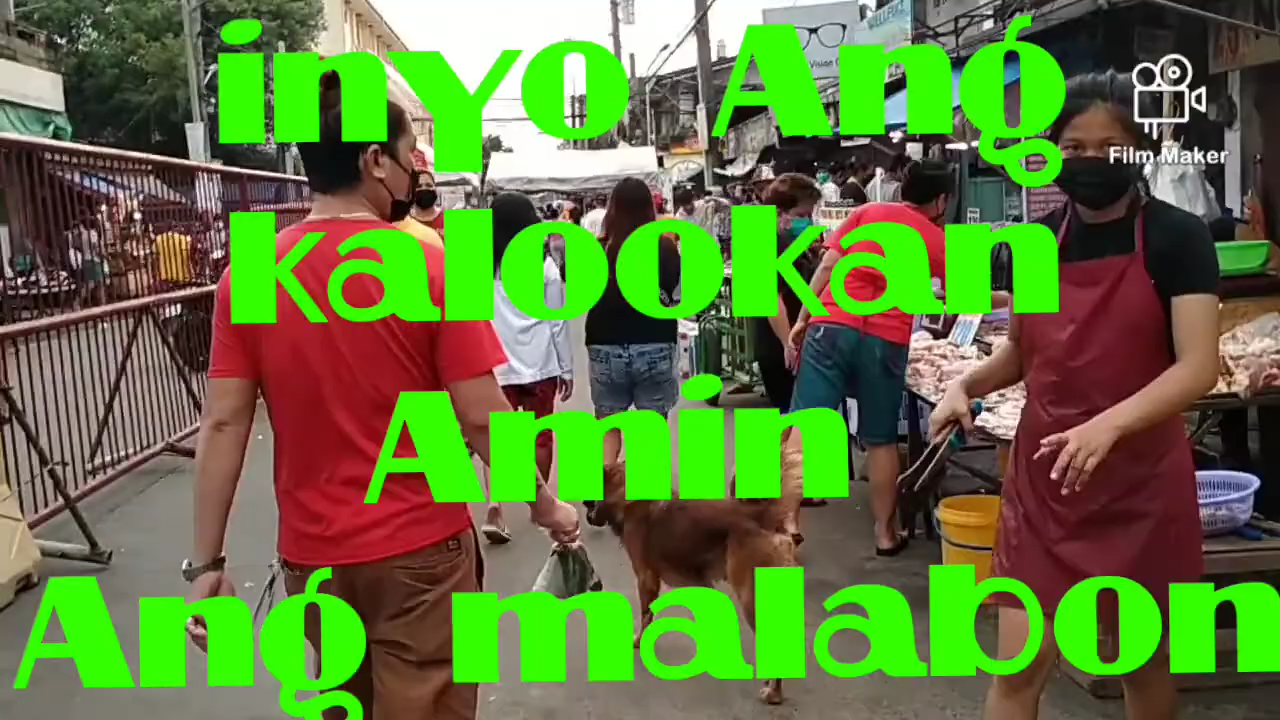 inyo Ang
kalookan
Amin
Ang malabon
Film Maker